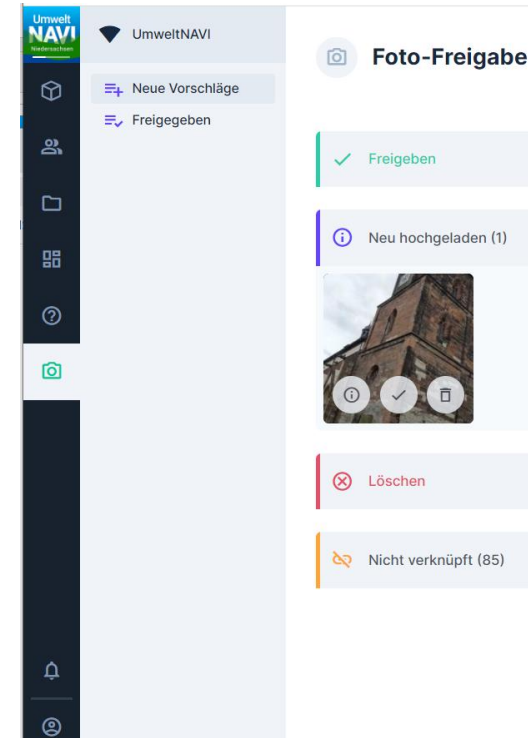 Umwelt
NAVI
Niedersachsen
UmweltNAVI
Neue Vorschläge
Freigegeben
Foto-Freigabe
Freigeben
Neu hochgeladen (1)
Löschen
Nicht verknüpft (85)